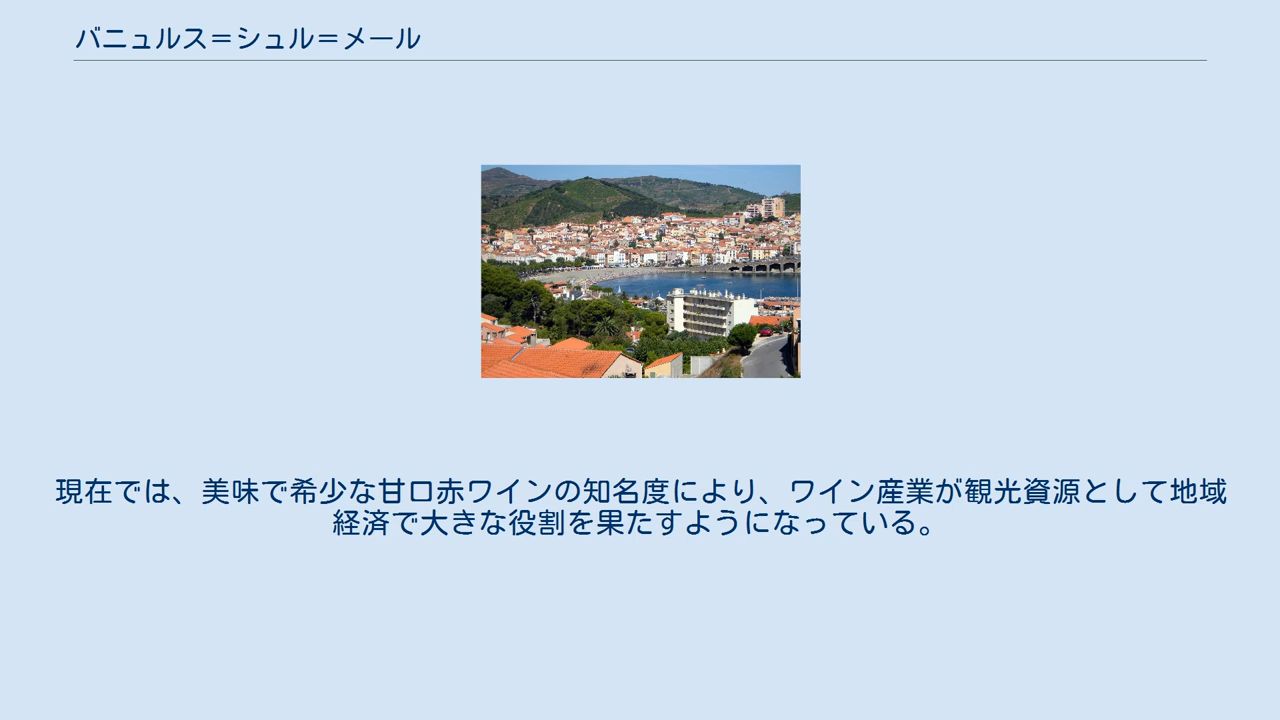 バニュルス＝シュル＝メール
現在では、美味で希少な甘口赤ワインの知名度により、ワイン産業が観光資源として地域
経済で大きな役割を果たすようになっている。